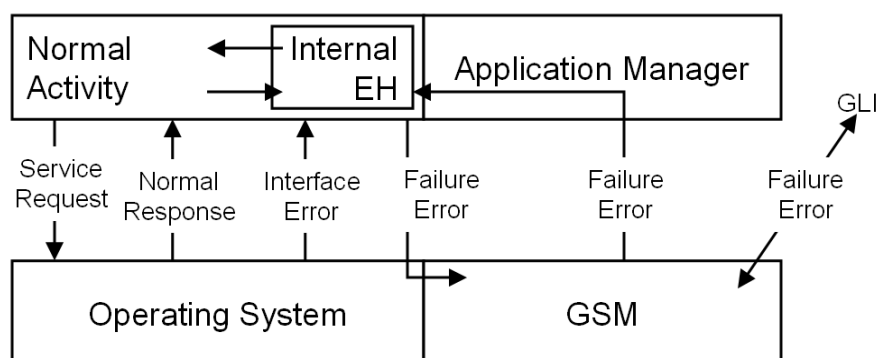 Normal
Activity
Internal
EH
Application Manager
GLI
Service
Request
Normal
Response
Interface
Error
Failure
Error
Failure
Error
Failure
Error
Operating System
GSM